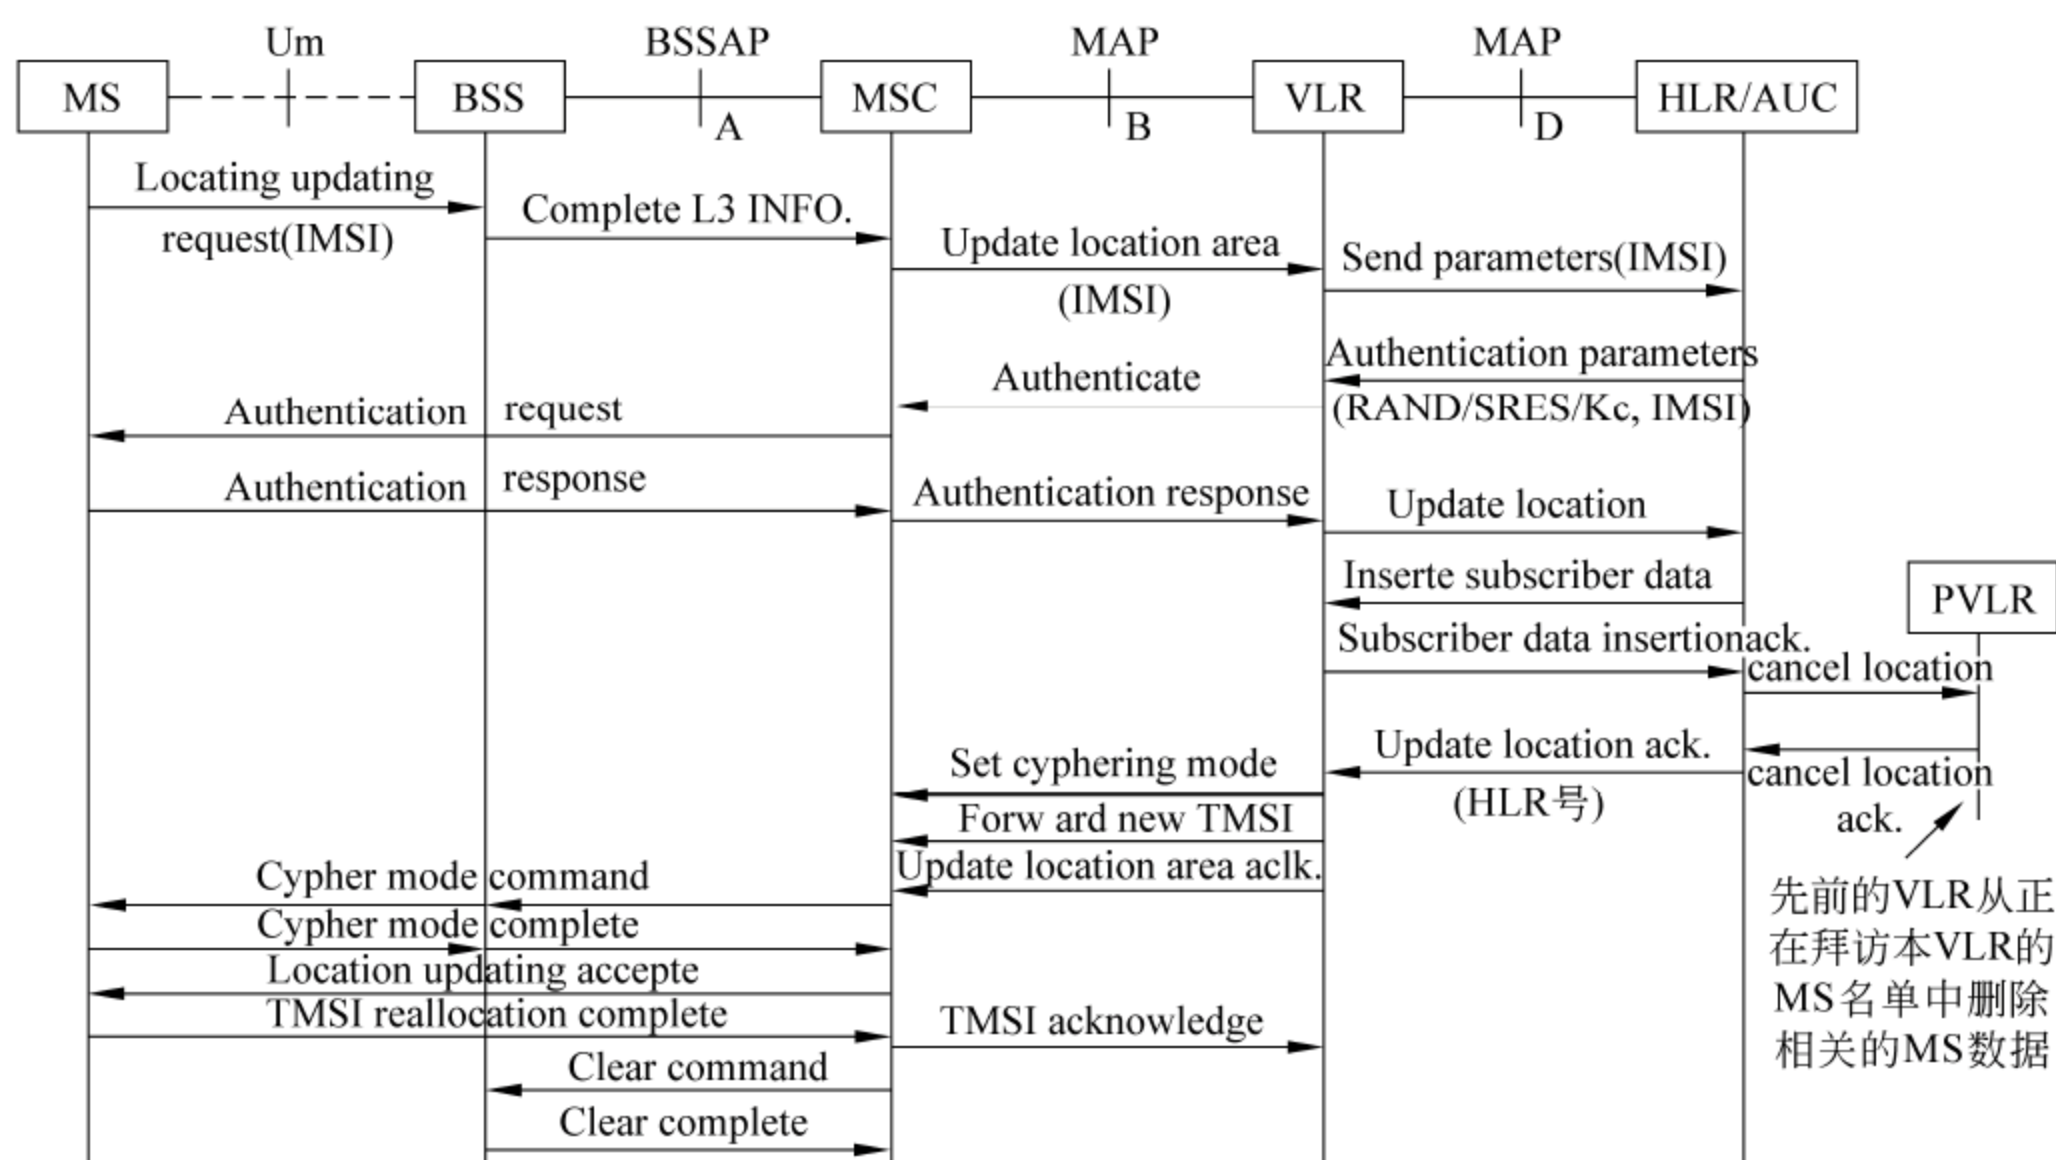 Um
BSSAP
MAP
MAP
MS
BSS
MSC
VLR
HLR/AUC
A
B
D
Locating updating
request(IMSI)
Complete L3 INFO.
Update location area
(IMSI)
Send parameters(IMSI)
Authentication parameters
(RAND/SRES/Kc, IMSI)
Authenticate
Authentication request
Authentication response
Authentication response
Update location
Inserte subscriber data
PVLR
Subscriber data insertionack.
cancel location
Update location ack.
(HLR号)
cancel location
ack.
Set cyphering mode
Forw ard new TMSI
Update location area aclk.
Cypher mode command
Cypher mode complete
Location updating accepte
TMSI reallocation complete
TMSI acknowledge
Clear command
Clear complete
先前的VLR从正
在拜访本VLR的
MS名单中删除
相关的MS数据